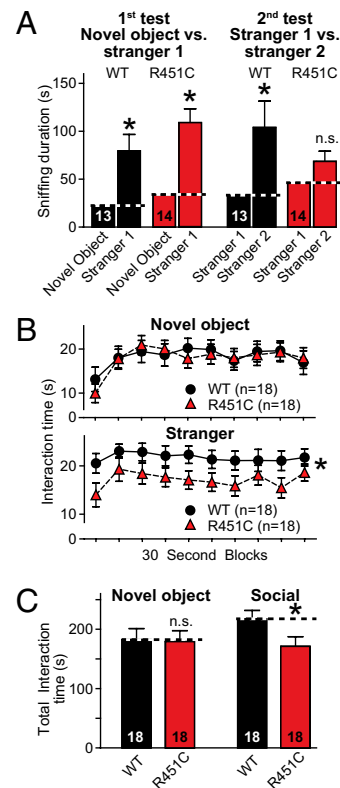 A
1st test
Novel object vs.
stranger 1
2nd test
Stranger 1 vs.
stranger 2
WT R451C WT R451C
Sniffing duration (s)
150
100
50
0
* * * n.s.
13 14 13 14
Novel Object
Stranger 1
Novel Object
Stranger 1
Stranger 1
Stranger 2
Stranger 1
Stranger 2
B
Novel object
Interaction time (s)
20
10
0
WT (n=18)
R451C (n=18)
Stranger
20
10
0
*
WT (n=18)
R451C (n=18)
30 Second Blocks
C
Novel object Social
Total Interaction
time (s)
200
100
0
n.s. *
18 18 18 18
WT R451C WT R451C